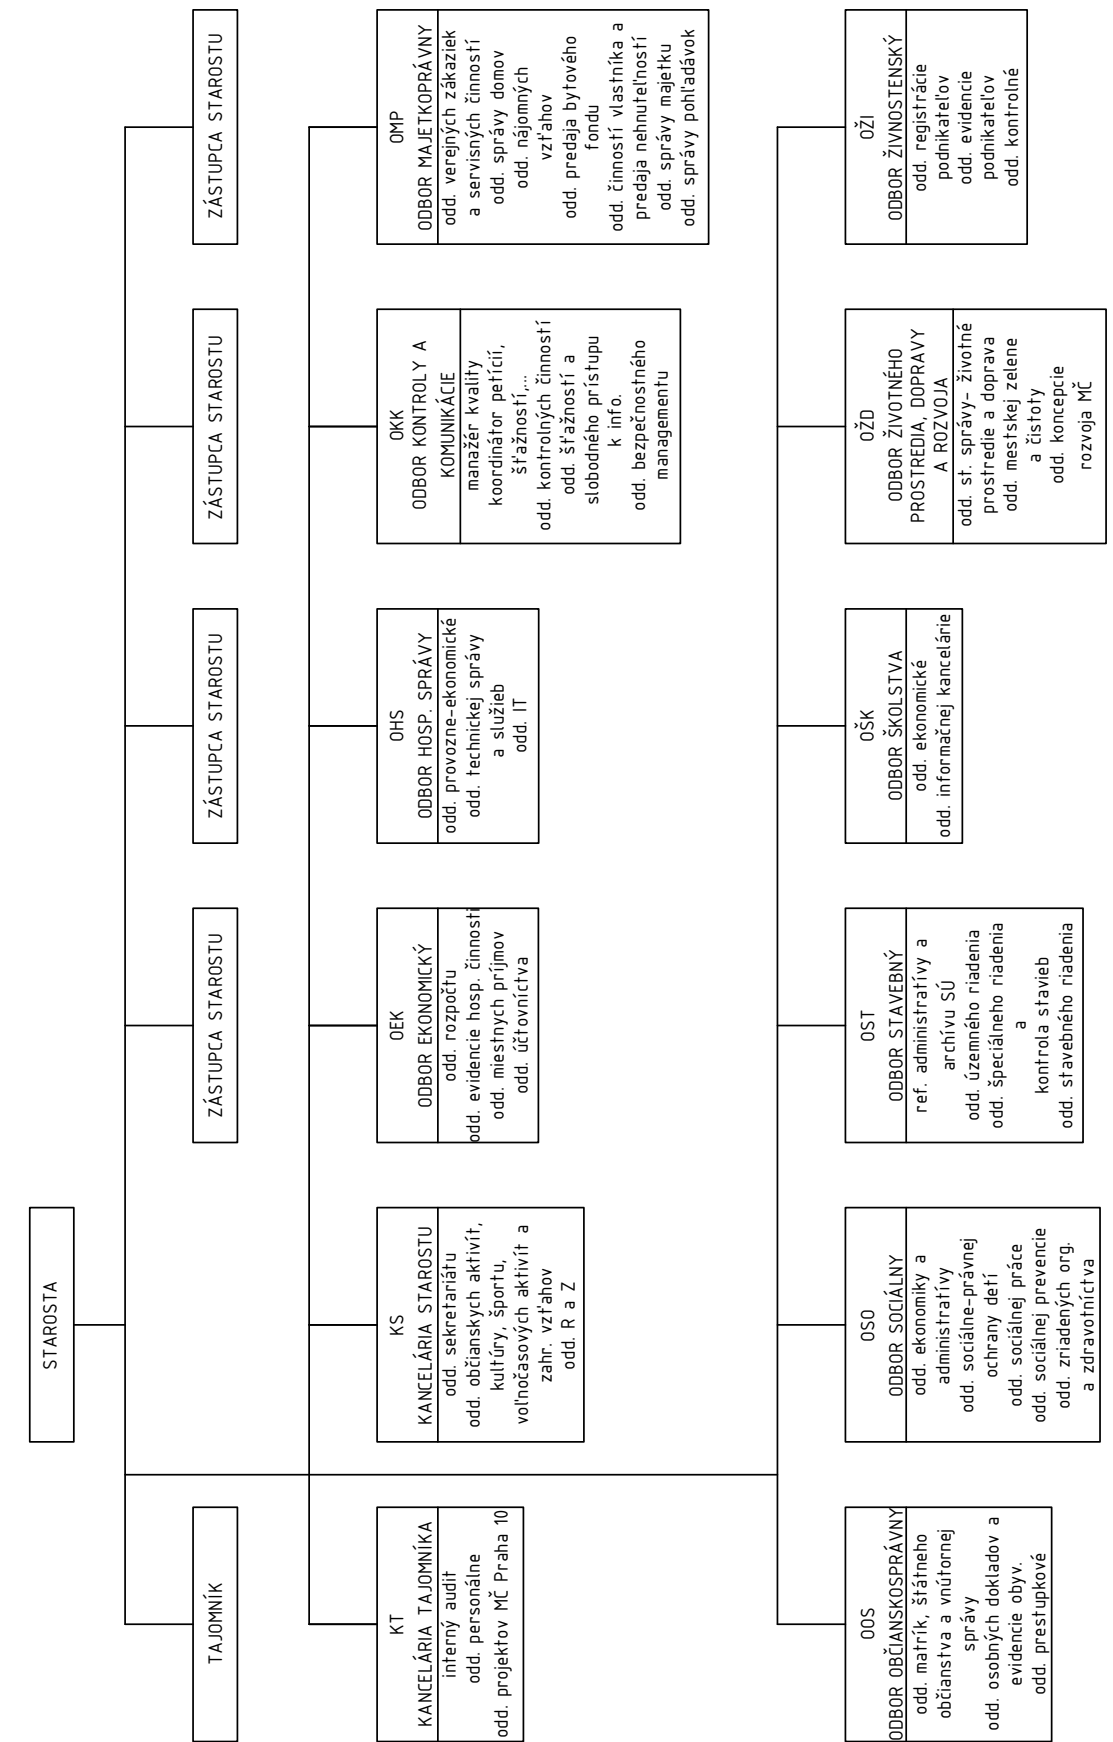 STAROSTA
TAJOMNÍK
ZÁSTUPCA STAROSTU
ZÁSTUPCA STAROSTU
ZÁSTUPCA STAROSTU
ZÁSTUPCA STAROSTU
KT
KANCELÁRIA TAJOMNÍKA
interný audit
odd. personálne
odd. projektov MČ Praha 10
KS
KANCELÁRIA STAROSTU
odd. sekretariátu
odd. občianskych aktivít,
kultúry, športu,
voľnočasových aktivít a
zahr. vzťahov
odd. R a Z
OEK
ODBOR EKONOMICKÝ
odd. rozpočtu
odd. evidencie hosp. činnosti
odd. miestnych príjmov
odd. účtovníctva
OHS
ODBOR HOSP. SPRÁVY
odd. provozne-ekonomické
odd. technickej správy
a služieb
odd. IT
OKK
ODBOR KONTROLY A
KOMUNIKÁCIE
manažér kvality
koordinátor petícií,
šťažností,...
odd. kontrolných činností
odd. šťažností a
slobodného prístupu
k info.
odd. bezpečnostného
managementu
OMP
ODBOR MAJETKOPRÁVNY
odd. verejných zákaziek
a servisných činností
odd. správy domov
odd. nájomných
vzťahov
odd. predaja bytového
fondu
odd. činností vlastníka a
predaja nehnuteľností
odd. správy majetku
odd. správy pohľadávok
OOS
ODBOR OBČIANSKOSPRÁVNY
odd. matrík, štátneho
občianstva a vnútornej
správy
odd. osobných dokladov a
evidencie obyv.
odd. prestupkové
OSO
ODBOR SOCIÁLNY
odd. ekonomiky a
administratívy
odd. sociálne-právnej
ochrany detí
odd. sociálnej práce
odd. sociálnej prevencie
odd. zriadených org.
a zdravotníctva
OST
ODBOR STAVEBNÝ
ref. administratívy a
archívu SÚ
odd. územného riadenia
odd. špeciálneho riadenia
a
kontrola stavieb
odd. stavebného riadenia
OŠK
ODBOR ŠKOLSTVA
odd. ekonomické
odd. informačnej kancelárie
OŽD
ODBOR ŽIVOTNÉHO
PROSTREDIA, DOPRAVY
A ROZVOJA
odd. st. správy- životné
prostredie a doprava
odd. mestskej zelene
a čistoty
odd. koncepcie
rozvoja MČ
OŽI
ODBOR ŽIVNOSTENSKÝ
odd. registrácie
podnikateľov
odd. evidencie
podnikateľov
odd. kontrolné